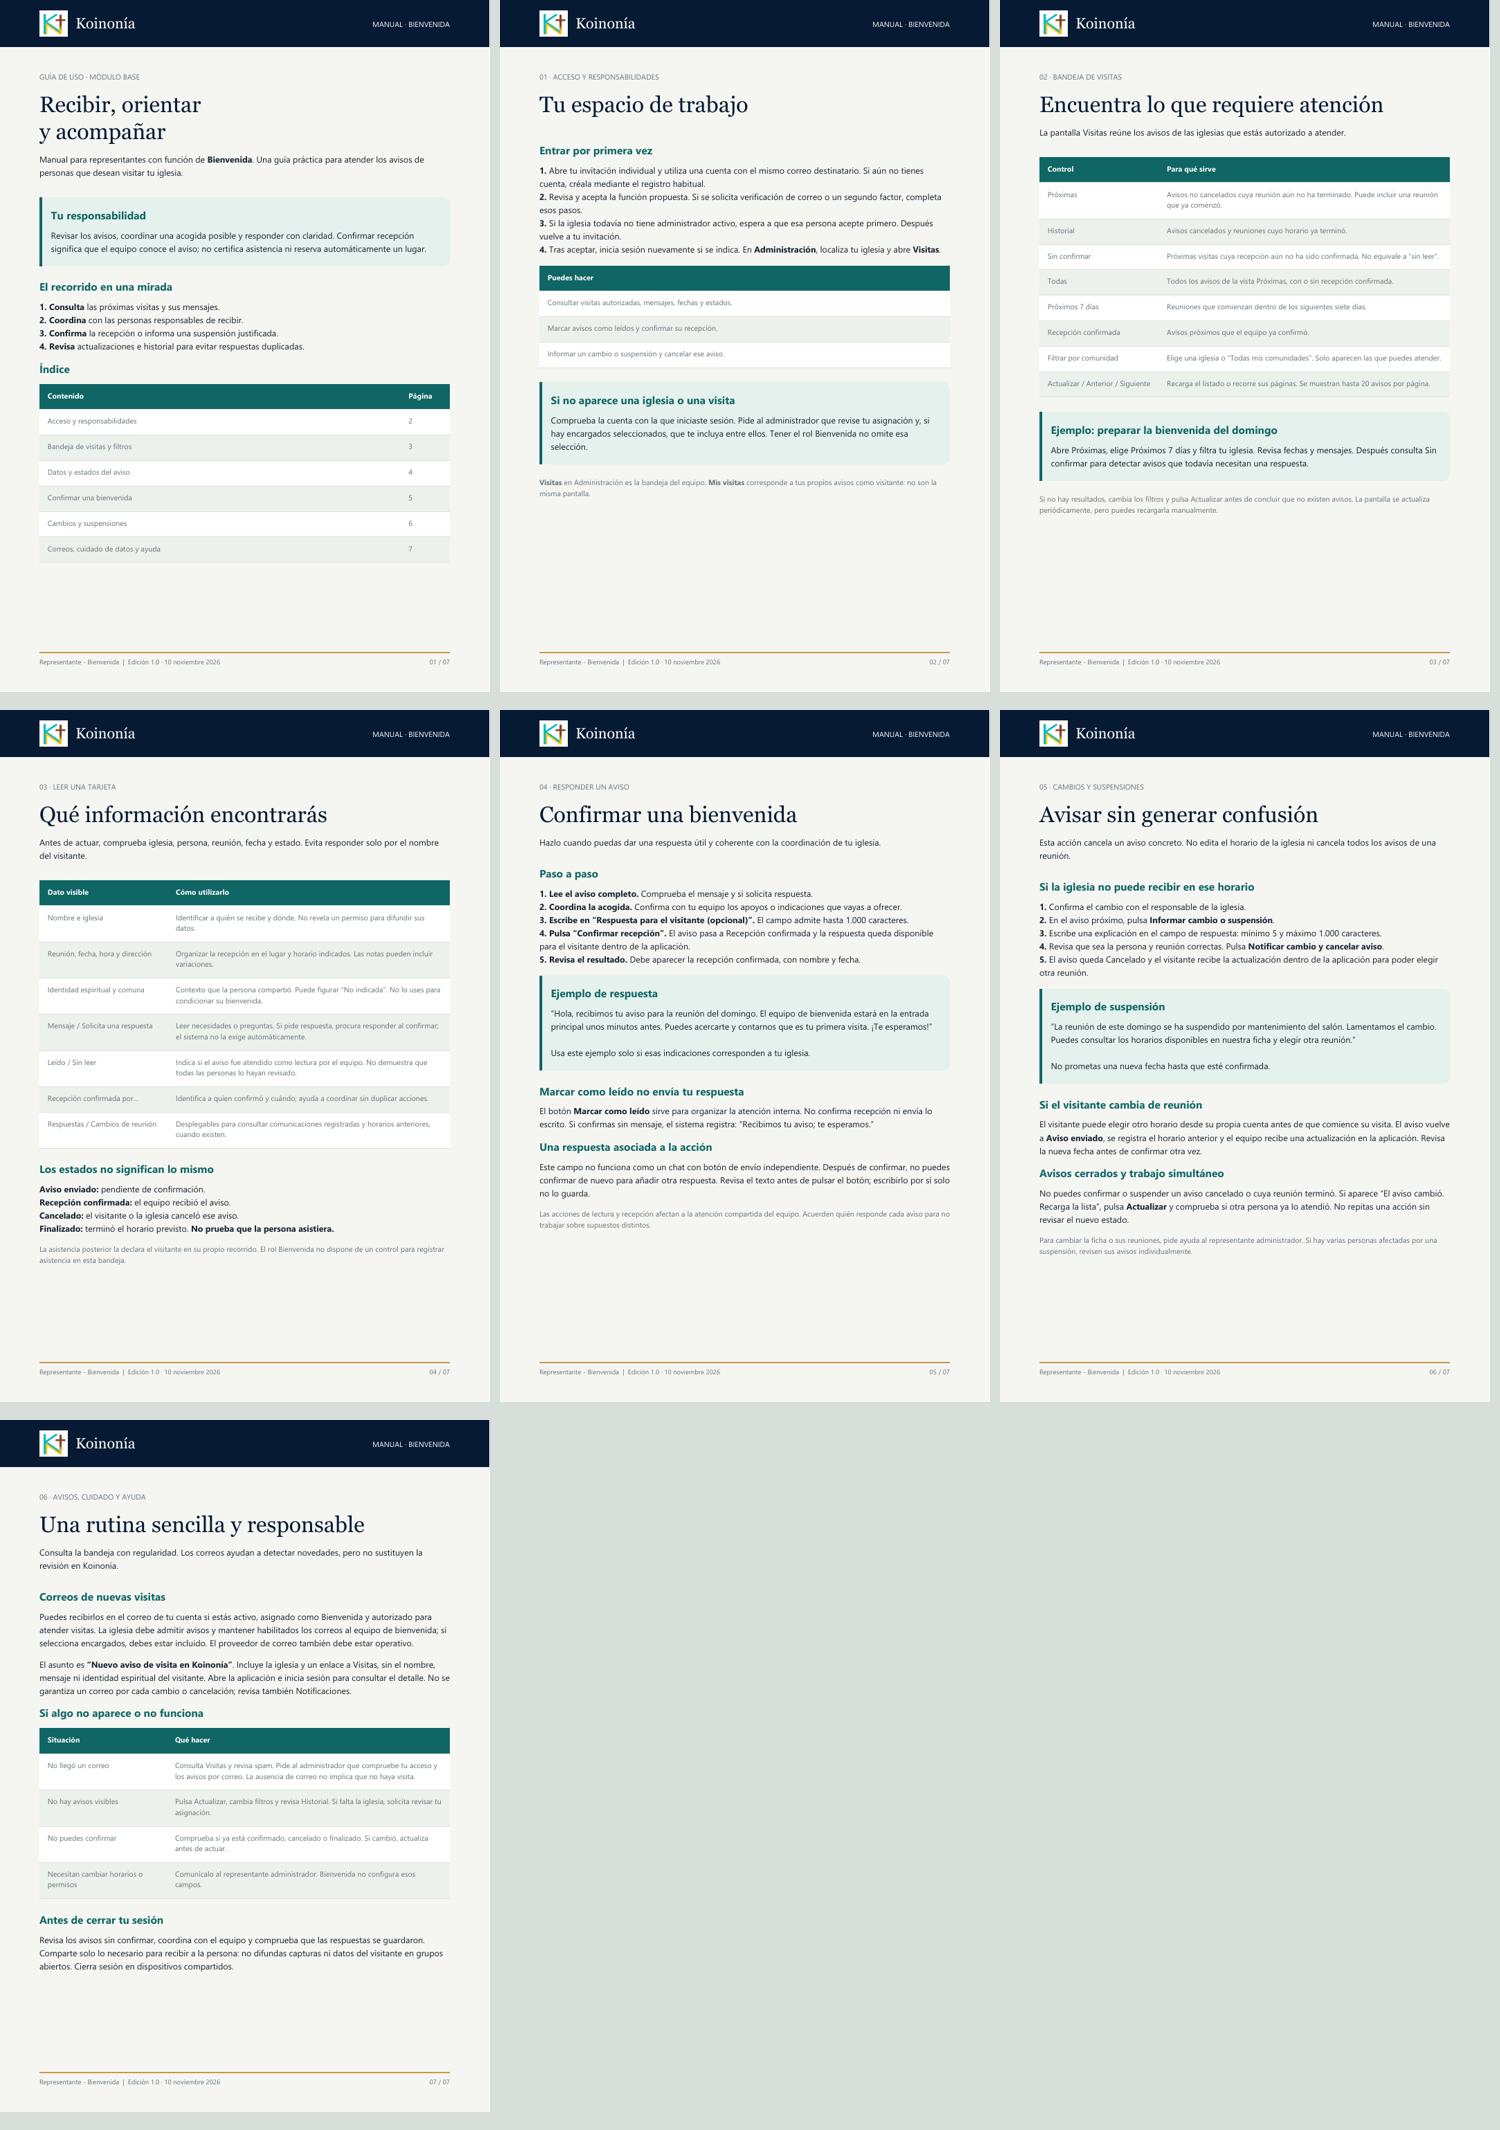 Koinonía
MANUAL · BIENVENIDA
GUÍA DE USO · MÓDULO BASE
Recibir, orientar
y acompañar
Manual para representantes con función de Bienvenida. Una guía práctica para atender los avisos de
personas que desean visitar tu iglesia.
Tu responsabilidad
Revisar los avisos, coordinar una acogida posible y responder con claridad. Confirmar recepción
significa que el equipo conoce el aviso; no certifica asistencia ni reserva automáticamente un lugar.
El recorrido en una mirada
1. Consulta las próximas visitas y sus mensajes.
2. Coordina con las personas responsables de recibir.
3. Confirma la recepción o informa una suspensión justificada.
4. Revisa actualizaciones e historial para evitar respuestas duplicadas.
Índice
Contenido Página
Acceso y responsabilidades 2
Bandeja de visitas y filtros 3
Datos y estados del aviso 4
Confirmar una bienvenida 5
Cambios y suspensiones 6
Correos, cuidado de datos y ayuda 7
Representante - Bienvenida | Edición 1.0 · 10 noviembre 2026
01 / 07
Koinonía
MANUAL · BIENVENIDA
01 · ACCESO Y RESPONSABILIDADES
Tu espacio de trabajo
Entrar por primera vez
1. Abre tu invitación individual y utiliza una cuenta con el mismo correo destinatario. Si aún no tienes
cuenta, créala mediante el registro habitual.
2. Revisa y acepta la función propuesta. Si se solicita verificación de correo o un segundo factor, completa
esos pasos.
3. Si la iglesia todavía no tiene administrador activo, espera a que esa persona acepte primero. Después
vuelve a tu invitación.
4. Tras aceptar, inicia sesión nuevamente si se indica. En Administración, localiza tu iglesia y abre Visitas.
Puedes hacer
Consultar visitas autorizadas, mensajes, fechas y estados.
Marcar avisos como leídos y confirmar su recepción.
Informar un cambio o suspensión y cancelar ese aviso.
Si no aparece una iglesia o una visita
Comprueba la cuenta con la que iniciaste sesión. Pide al administrador que revise tu asignación y, si
hay encargados seleccionados, que te incluya entre ellos. Tener el rol Bienvenida no omite esa
selección.
Visitas en Administración es la bandeja del equipo. Mis visitas corresponde a tus propios avisos como visitante: no son la
misma pantalla.
Representante - Bienvenida | Edición 1.0 · 10 noviembre 2026
02 / 07
Koinonía
MANUAL · BIENVENIDA
02 · BANDEJA DE VISITAS
Encuentra lo que requiere atención
La pantalla Visitas reúne los avisos de las iglesias que estás autorizado a atender.
Control Para qué sirve
Próximas Avisos no cancelados cuya reunión aún no ha terminado. Puede incluir una reunión
que ya comenzó.
Historial Avisos cancelados y reuniones cuyo horario ya terminó.
Sin confirmar Próximas visitas cuya recepción aún no ha sido confirmada. No equivale a "sin leer".
Todas Todos los avisos de la vista Próximas, con o sin recepción confirmada.
Próximos 7 días Reuniones que comienzan dentro de los siguientes siete días.
Recepción confirmada Avisos próximos que el equipo ya confirmó.
Filtrar por comunidad Elige una iglesia o "Todas mis comunidades". Solo aparecen las que puedes atender.
Actualizar / Anterior / Siguiente Recarga el listado o recorre sus páginas. Se muestran hasta 20 avisos por página.
Ejemplo: preparar la bienvenida del domingo
Abre Próximas, elige Próximos 7 días y filtra tu iglesia. Revisa fechas y mensajes. Después consulta Sin
confirmar para detectar avisos que todavía necesitan una respuesta.
Si no hay resultados, cambia los filtros y pulsa Actualizar antes de concluir que no existen avisos. La pantalla se actualiza
periódicamente, pero puedes recargarla manualmente.
Representante - Bienvenida | Edición 1.0 · 10 noviembre 2026
03 / 07
Koinonía
MANUAL · BIENVENIDA
03 · LEER UNA TARJETA
Qué información encontrarás
Antes de actuar, comprueba iglesia, persona, reunión, fecha y estado. Evita responder solo por el nombre
del visitante.
Dato visible Cómo utilizarlo
Nombre e iglesia Identificar a quién se recibe y dónde. No revela un permiso para difundir sus
datos.
Reunión, fecha, hora y dirección Organizar la recepción en el lugar y horario indicados. Las notas pueden incluir
variaciones.
Identidad espiritual y comuna Contexto que la persona compartió. Puede figurar "No indicada". No lo uses para
condicionar su bienvenida.
Mensaje / Solicita una respuesta Leer necesidades o preguntas. Si pide respuesta, procura responder al confirmar;
el sistema no la exige automáticamente.
Leído / Sin leer Indica si el aviso fue atendido como lectura por el equipo. No demuestra que
todas las personas lo hayan revisado.
Recepción confirmada por... Identifica a quien confirmó y cuándo; ayuda a coordinar sin duplicar acciones.
Respuestas / Cambios de reunión Desplegables para consultar comunicaciones registradas y horarios anteriores,
cuando existen.
Los estados no significan lo mismo
Aviso enviado: pendiente de confirmación.
Recepción confirmada: el equipo recibió el aviso.
Cancelado: el visitante o la iglesia canceló ese aviso.
Finalizado: terminó el horario previsto. No prueba que la persona asistiera.
La asistencia posterior la declara el visitante en su propio recorrido. El rol Bienvenida no dispone de un control para registrar
asistencia en esta bandeja.
Representante - Bienvenida | Edición 1.0 · 10 noviembre 2026
04 / 07
Koinonía
MANUAL · BIENVENIDA
04 · RESPONDER UN AVISO
Confirmar una bienvenida
Hazlo cuando puedas dar una respuesta útil y coherente con la coordinación de tu iglesia.
Paso a paso
1. Lee el aviso completo. Comprueba el mensaje y si solicita respuesta.
2. Coordina la acogida. Confirma con tu equipo los apoyos o indicaciones que vayas a ofrecer.
3. Escribe en "Respuesta para el visitante (opcional)". El campo admite hasta 1.000 caracteres.
4. Pulsa "Confirmar recepción". El aviso pasa a Recepción confirmada y la respuesta queda disponible
para el visitante dentro de la aplicación.
5. Revisa el resultado. Debe aparecer la recepción confirmada, con nombre y fecha.
Ejemplo de respuesta
"Hola, recibimos tu aviso para la reunión del domingo. El equipo de bienvenida estará en la entrada
principal unos minutos antes. Puedes acercarte y contarnos que es tu primera visita. ¡Te esperamos!"
Usa este ejemplo solo si esas indicaciones corresponden a tu iglesia.
Marcar como leído no envía tu respuesta
El botón Marcar como leído sirve para organizar la atención interna. No confirma recepción ni envía lo
escrito. Si confirmas sin mensaje, el sistema registra: "Recibimos tu aviso; te esperamos."
Una respuesta asociada a la acción
Este campo no funciona como un chat con botón de envío independiente. Después de confirmar, no puedes
confirmar de nuevo para añadir otra respuesta. Revisa el texto antes de pulsar el botón; escribirlo por sí solo
no lo guarda.
Las acciones de lectura y recepción afectan a la atención compartida del equipo. Acuerden quién responde cada aviso para no
trabajar sobre supuestos distintos.
Representante - Bienvenida | Edición 1.0 · 10 noviembre 2026
05 / 07
Koinonía
MANUAL · BIENVENIDA
05 · CAMBIOS Y SUSPENSIONES
Avisar sin generar confusión
Esta acción cancela un aviso concreto. No edita el horario de la iglesia ni cancela todos los avisos de una
reunión.
Si la iglesia no puede recibir en ese horario
1. Confirma el cambio con el responsable de la iglesia.
2. En el aviso próximo, pulsa Informar cambio o suspensión.
3. Escribe una explicación en el campo de respuesta: mínimo 5 y máximo 1.000 caracteres.
4. Revisa que sea la persona y reunión correctas. Pulsa Notificar cambio y cancelar aviso.
5. El aviso queda Cancelado y el visitante recibe la actualización dentro de la aplicación para poder elegir
otra reunión.
Ejemplo de suspensión
"La reunión de este domingo se ha suspendido por mantenimiento del salón. Lamentamos el cambio.
Puedes consultar los horarios disponibles en nuestra ficha y elegir otra reunión."
No prometas una nueva fecha hasta que esté confirmada.
Si el visitante cambia de reunión
El visitante puede elegir otro horario desde su propia cuenta antes de que comience su visita. El aviso vuelve
a Aviso enviado, se registra el horario anterior y el equipo recibe una actualización en la aplicación. Revisa
la nueva fecha antes de confirmar otra vez.
Avisos cerrados y trabajo simultáneo
No puedes confirmar o suspender un aviso cancelado o cuya reunión terminó. Si aparece "El aviso cambió.
Recarga la lista", pulsa Actualizar y comprueba si otra persona ya lo atendió. No repitas una acción sin
revisar el nuevo estado.
Para cambiar la ficha o sus reuniones, pide ayuda al representante administrador. Si hay varias personas afectadas por una
suspensión, revisen sus avisos individualmente.
Representante - Bienvenida | Edición 1.0 · 10 noviembre 2026
06 / 07
Koinonía
MANUAL · BIENVENIDA
06 · AVISOS, CUIDADO Y AYUDA
Una rutina sencilla y responsable
Consulta la bandeja con regularidad. Los correos ayudan a detectar novedades, pero no sustituyen la
revisión en Koinonía.
Correos de nuevas visitas
Puedes recibirlos en el correo de tu cuenta si estás activo, asignado como Bienvenida y autorizado para
atender visitas. La iglesia debe admitir avisos y mantener habilitados los correos al equipo de bienvenida; si
selecciona encargados, debes estar incluido. El proveedor de correo también debe estar operativo.
El asunto es "Nuevo aviso de visita en Koinonía". Incluye la iglesia y un enlace a Visitas, sin el nombre,
mensaje ni identidad espiritual del visitante. Abre la aplicación e inicia sesión para consultar el detalle. No se
garantiza un correo por cada cambio o cancelación; revisa también Notificaciones.
Si algo no aparece o no funciona
Situación Qué hacer
No llegó un correo Consulta Visitas y revisa spam. Pide al administrador que compruebe tu acceso y
los avisos por correo. La ausencia de correo no implica que no haya visita.
No hay avisos visibles Pulsa Actualizar, cambia filtros y revisa Historial. Si falta la iglesia, solicita revisar tu
asignación.
No puedes confirmar Comprueba si ya está confirmado, cancelado o finalizado. Si cambió, actualiza
antes de actuar.
Necesitan cambiar horarios o permisos Comunícalo al representante administrador. Bienvenida no configura esos
campos.
Antes de cerrar tu sesión
Revisa los avisos sin confirmar, coordina con el equipo y comprueba que las respuestas se guardaron.
Comparte solo lo necesario para recibir a la persona: no difundas capturas ni datos del visitante en grupos
abiertos. Cierra sesión en dispositivos compartidos.
Representante - Bienvenida | Edición 1.0 · 10 noviembre 2026
07 / 07